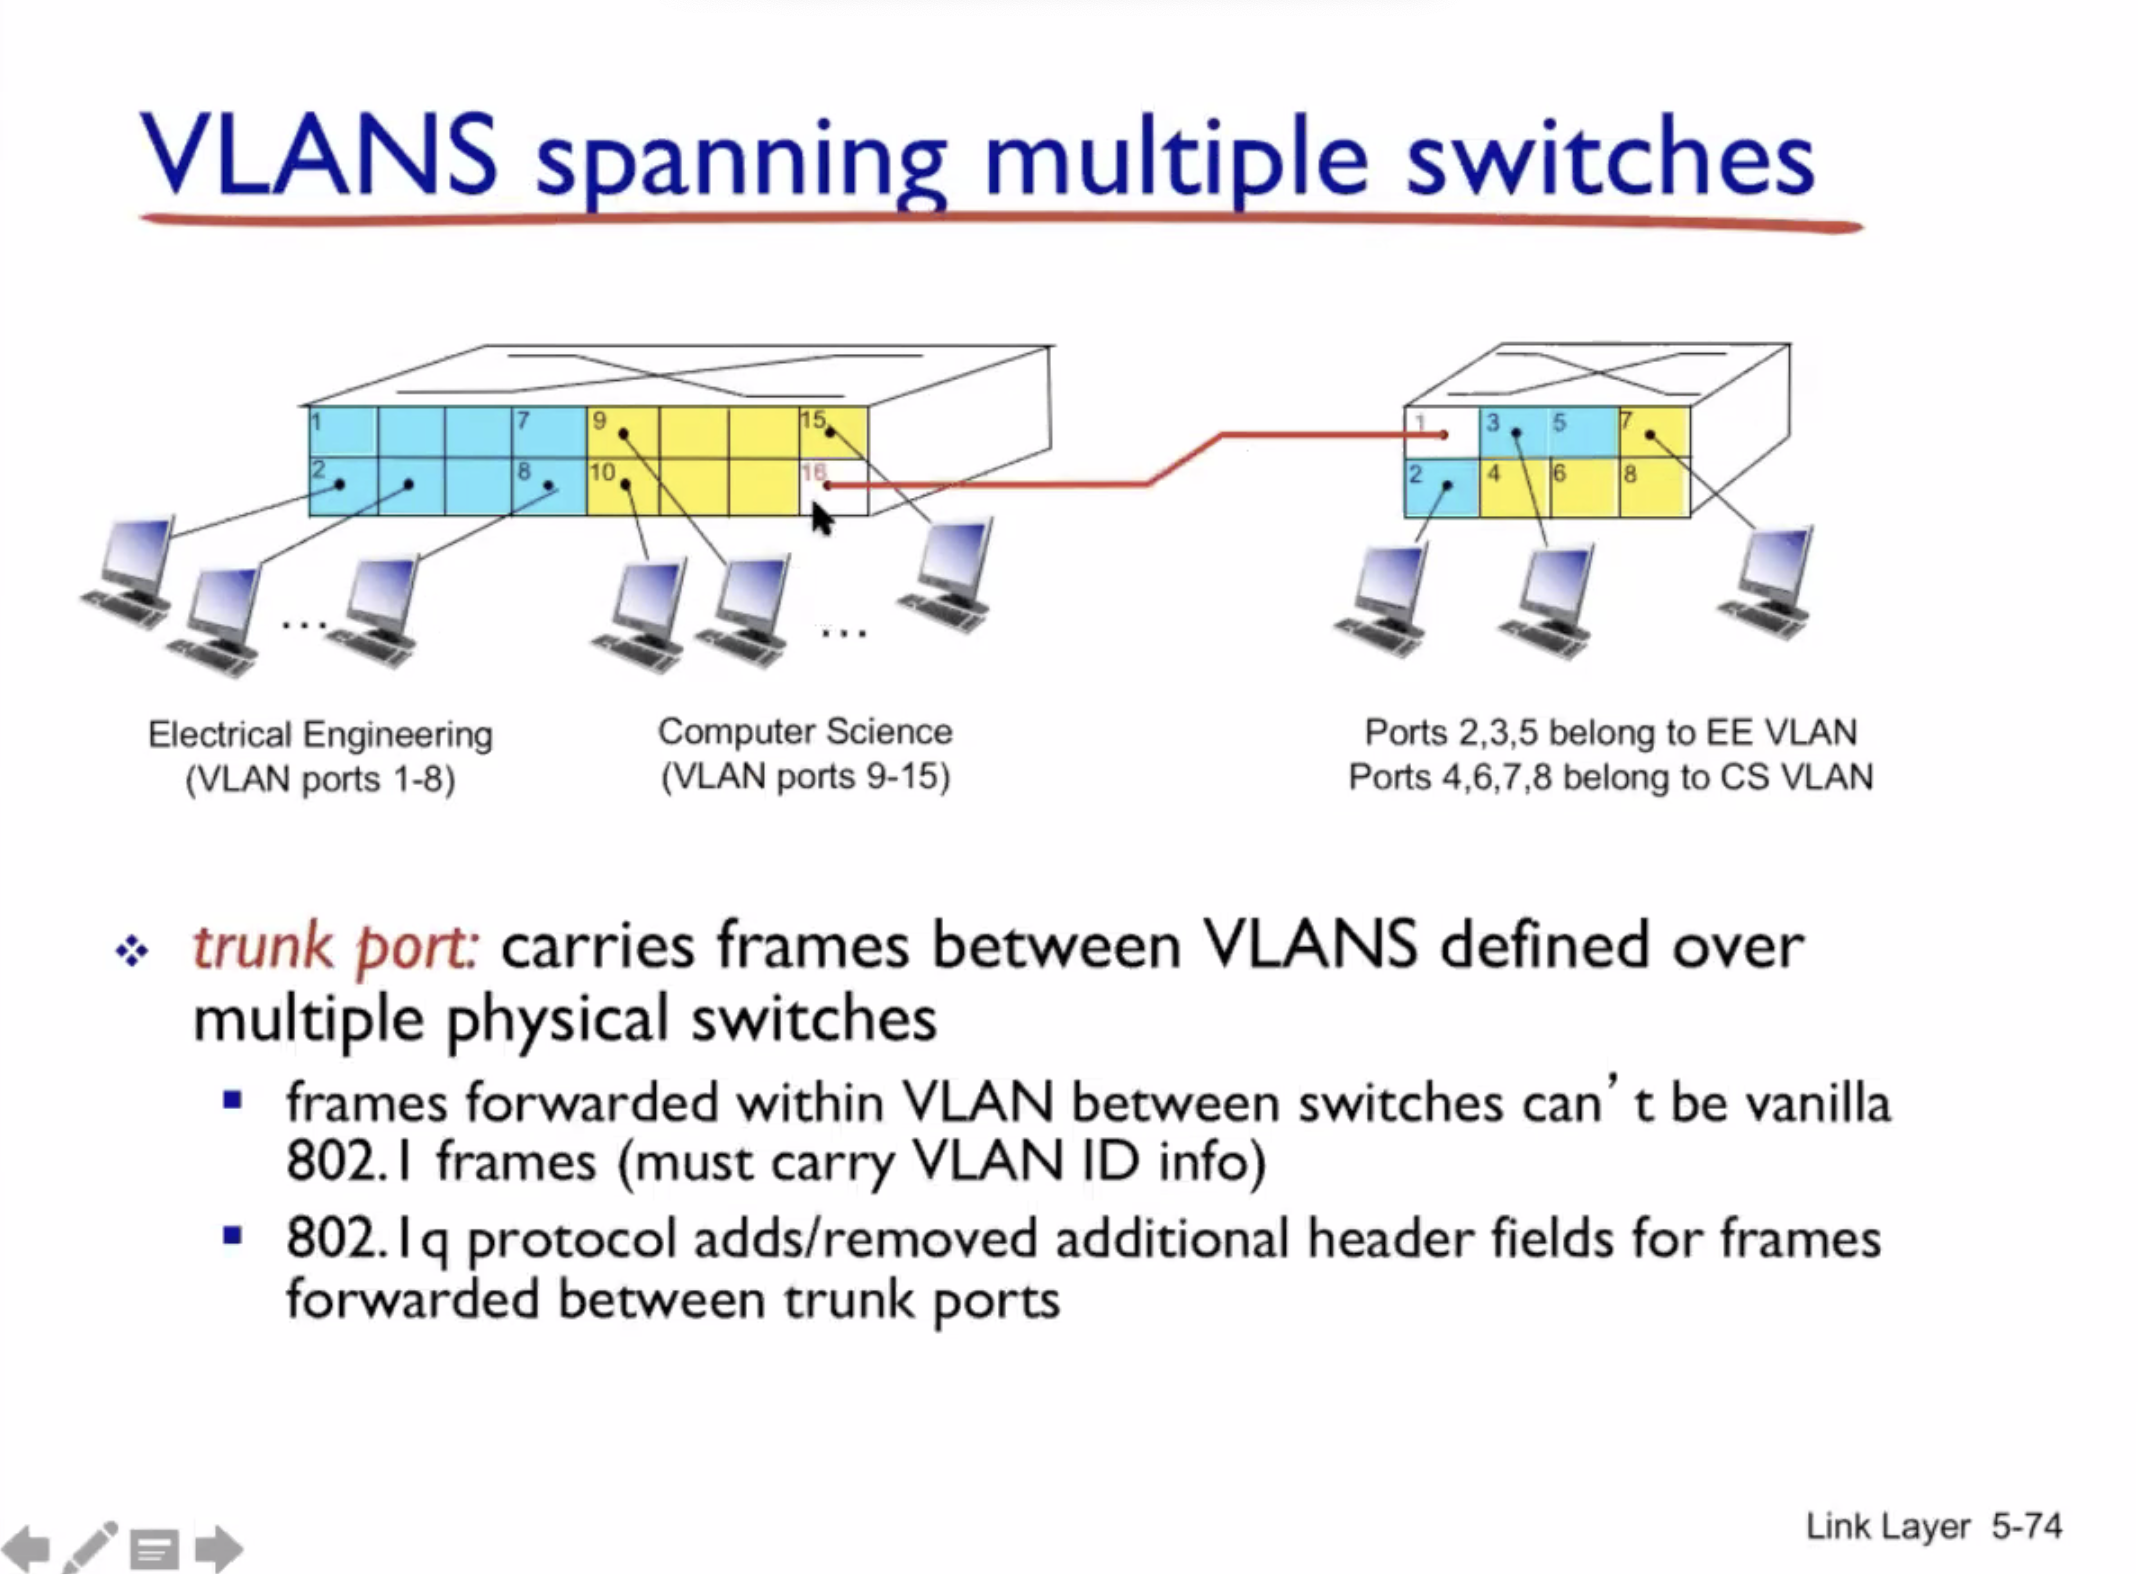 VLANS spanning multiple switches
1 7 9 15
2 8 10 16
1 3 5 7
2 4 6 8
... ...
Electrical Engineering
(VLAN ports 1-8)
Computer Science
(VLAN ports 9-15)
Ports 2,3,5 belong to EE VLAN
Ports 4,6,7,8 belong to CS VLAN
trunk port: carries frames between VLANS defined over
multiple physical switches
frames forwarded within VLAN between switches can’t be vanilla
802.1 frames (must carry VLAN ID info)
802.1q protocol adds/removed additional header fields for frames
forwarded between trunk ports
Link Layer 5-74